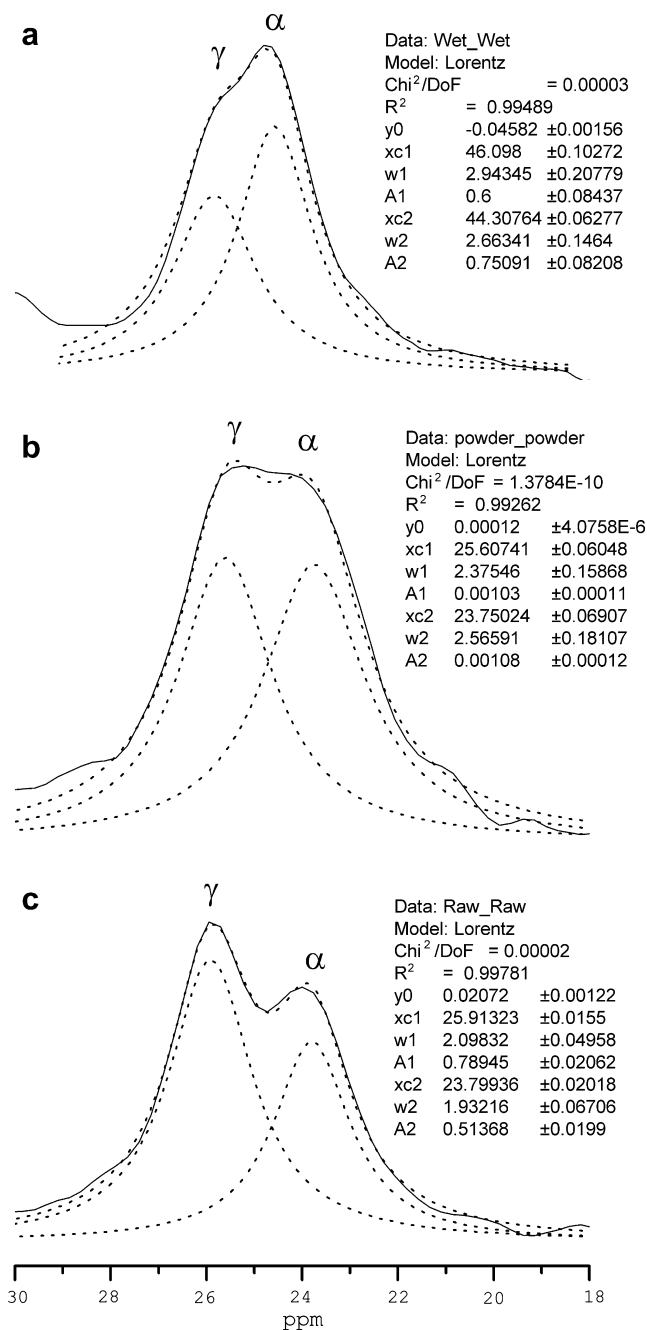 a
γ α
Data: Wet_Wet
Model: Lorentz
Chi²/DoF = 0.00003
R² = 0.99489
y0 -0.04582 ±0.00156
xc1 46.098 ±0.10272
w1 2.94345 ±0.20779
A1 0.6 ±0.08437
xc2 44.30764 ±0.06277
w2 2.66341 ±0.1464
A2 0.75091 ±0.08208
b
γ α
Data: powder_powder
Model: Lorentz
Chi²/DoF = 1.3784E-10
R² = 0.99262
y0 0.00012 ±4.0758E-6
xc1 25.60741 ±0.06048
w1 2.37546 ±0.15868
A1 0.00103 ±0.00011
xc2 23.75024 ±0.06907
w2 2.56591 ±0.18107
A2 0.00108 ±0.00012
c
γ α
Data: Raw_Raw
Model: Lorentz
Chi²/DoF = 0.00002
R² = 0.99781
y0 0.02072 ±0.00122
xc1 25.91323 ±0.0155
w1 2.09832 ±0.04958
A1 0.78945 ±0.02062
xc2 23.79936 ±0.02018
w2 1.93216 ±0.06706
A2 0.51368 ±0.0199
30 26 24 22 20 18
ppm